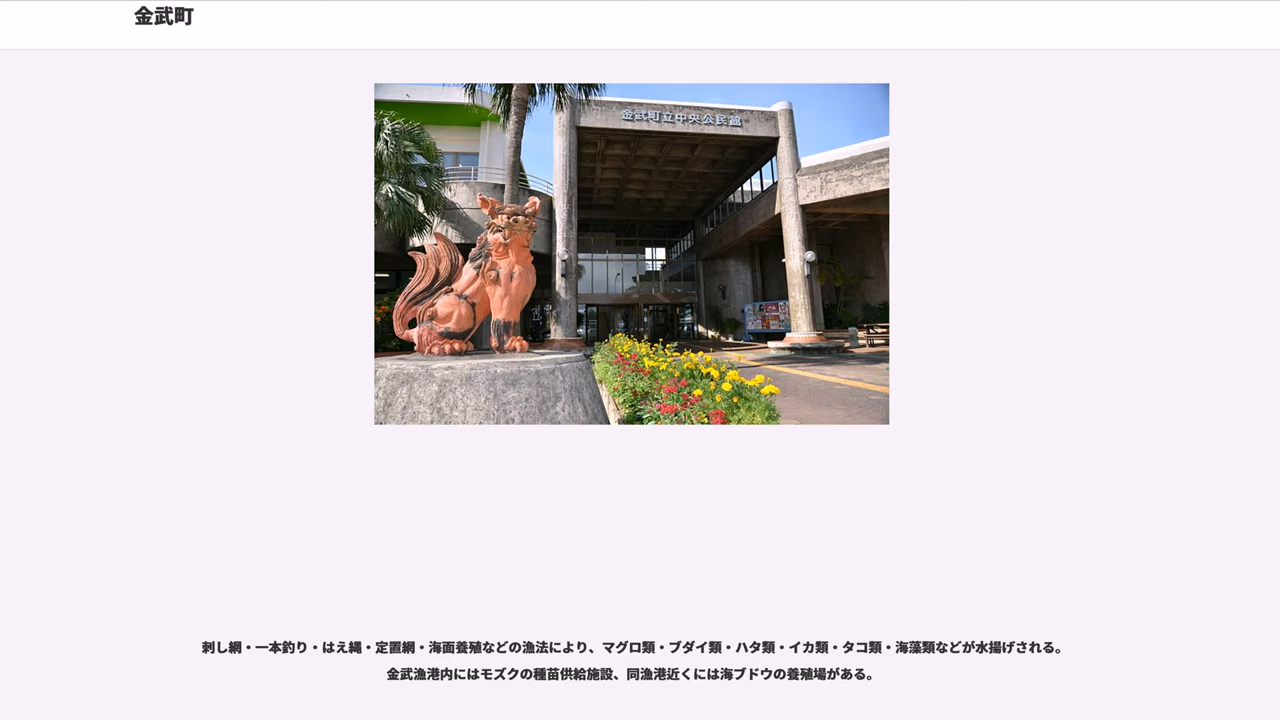 金武町
金武町立中央公民館
刺し網・一本釣り・はえ縄・定置網・海面養殖などの漁法により、マグロ類・ブダイ類・ハタ類・イカ類・タコ類・海藻類などが水揚げされる。
金武漁港内にはモズクの種苗供給施設、同漁港近くには海ブドウの養殖場がある。